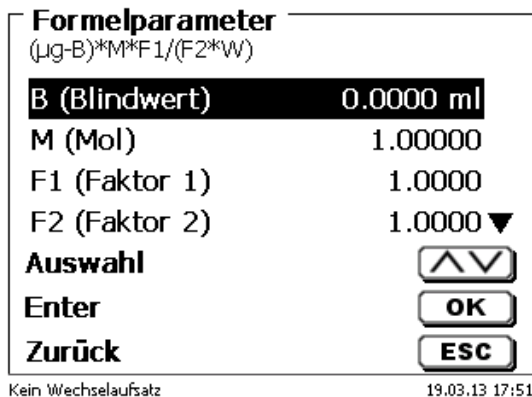 Formelparameter
(µg-B)*M*F1/(F2*W)
B (Blindwert) 0.0000 ml
M (Mol) 1.00000
F1 (Faktor 1) 1.0000
F2 (Faktor 2) 1.0000
Auswahl
Enter OK
Zurück ESC
Kein Wechselaufsatz 19.03.13 17:51